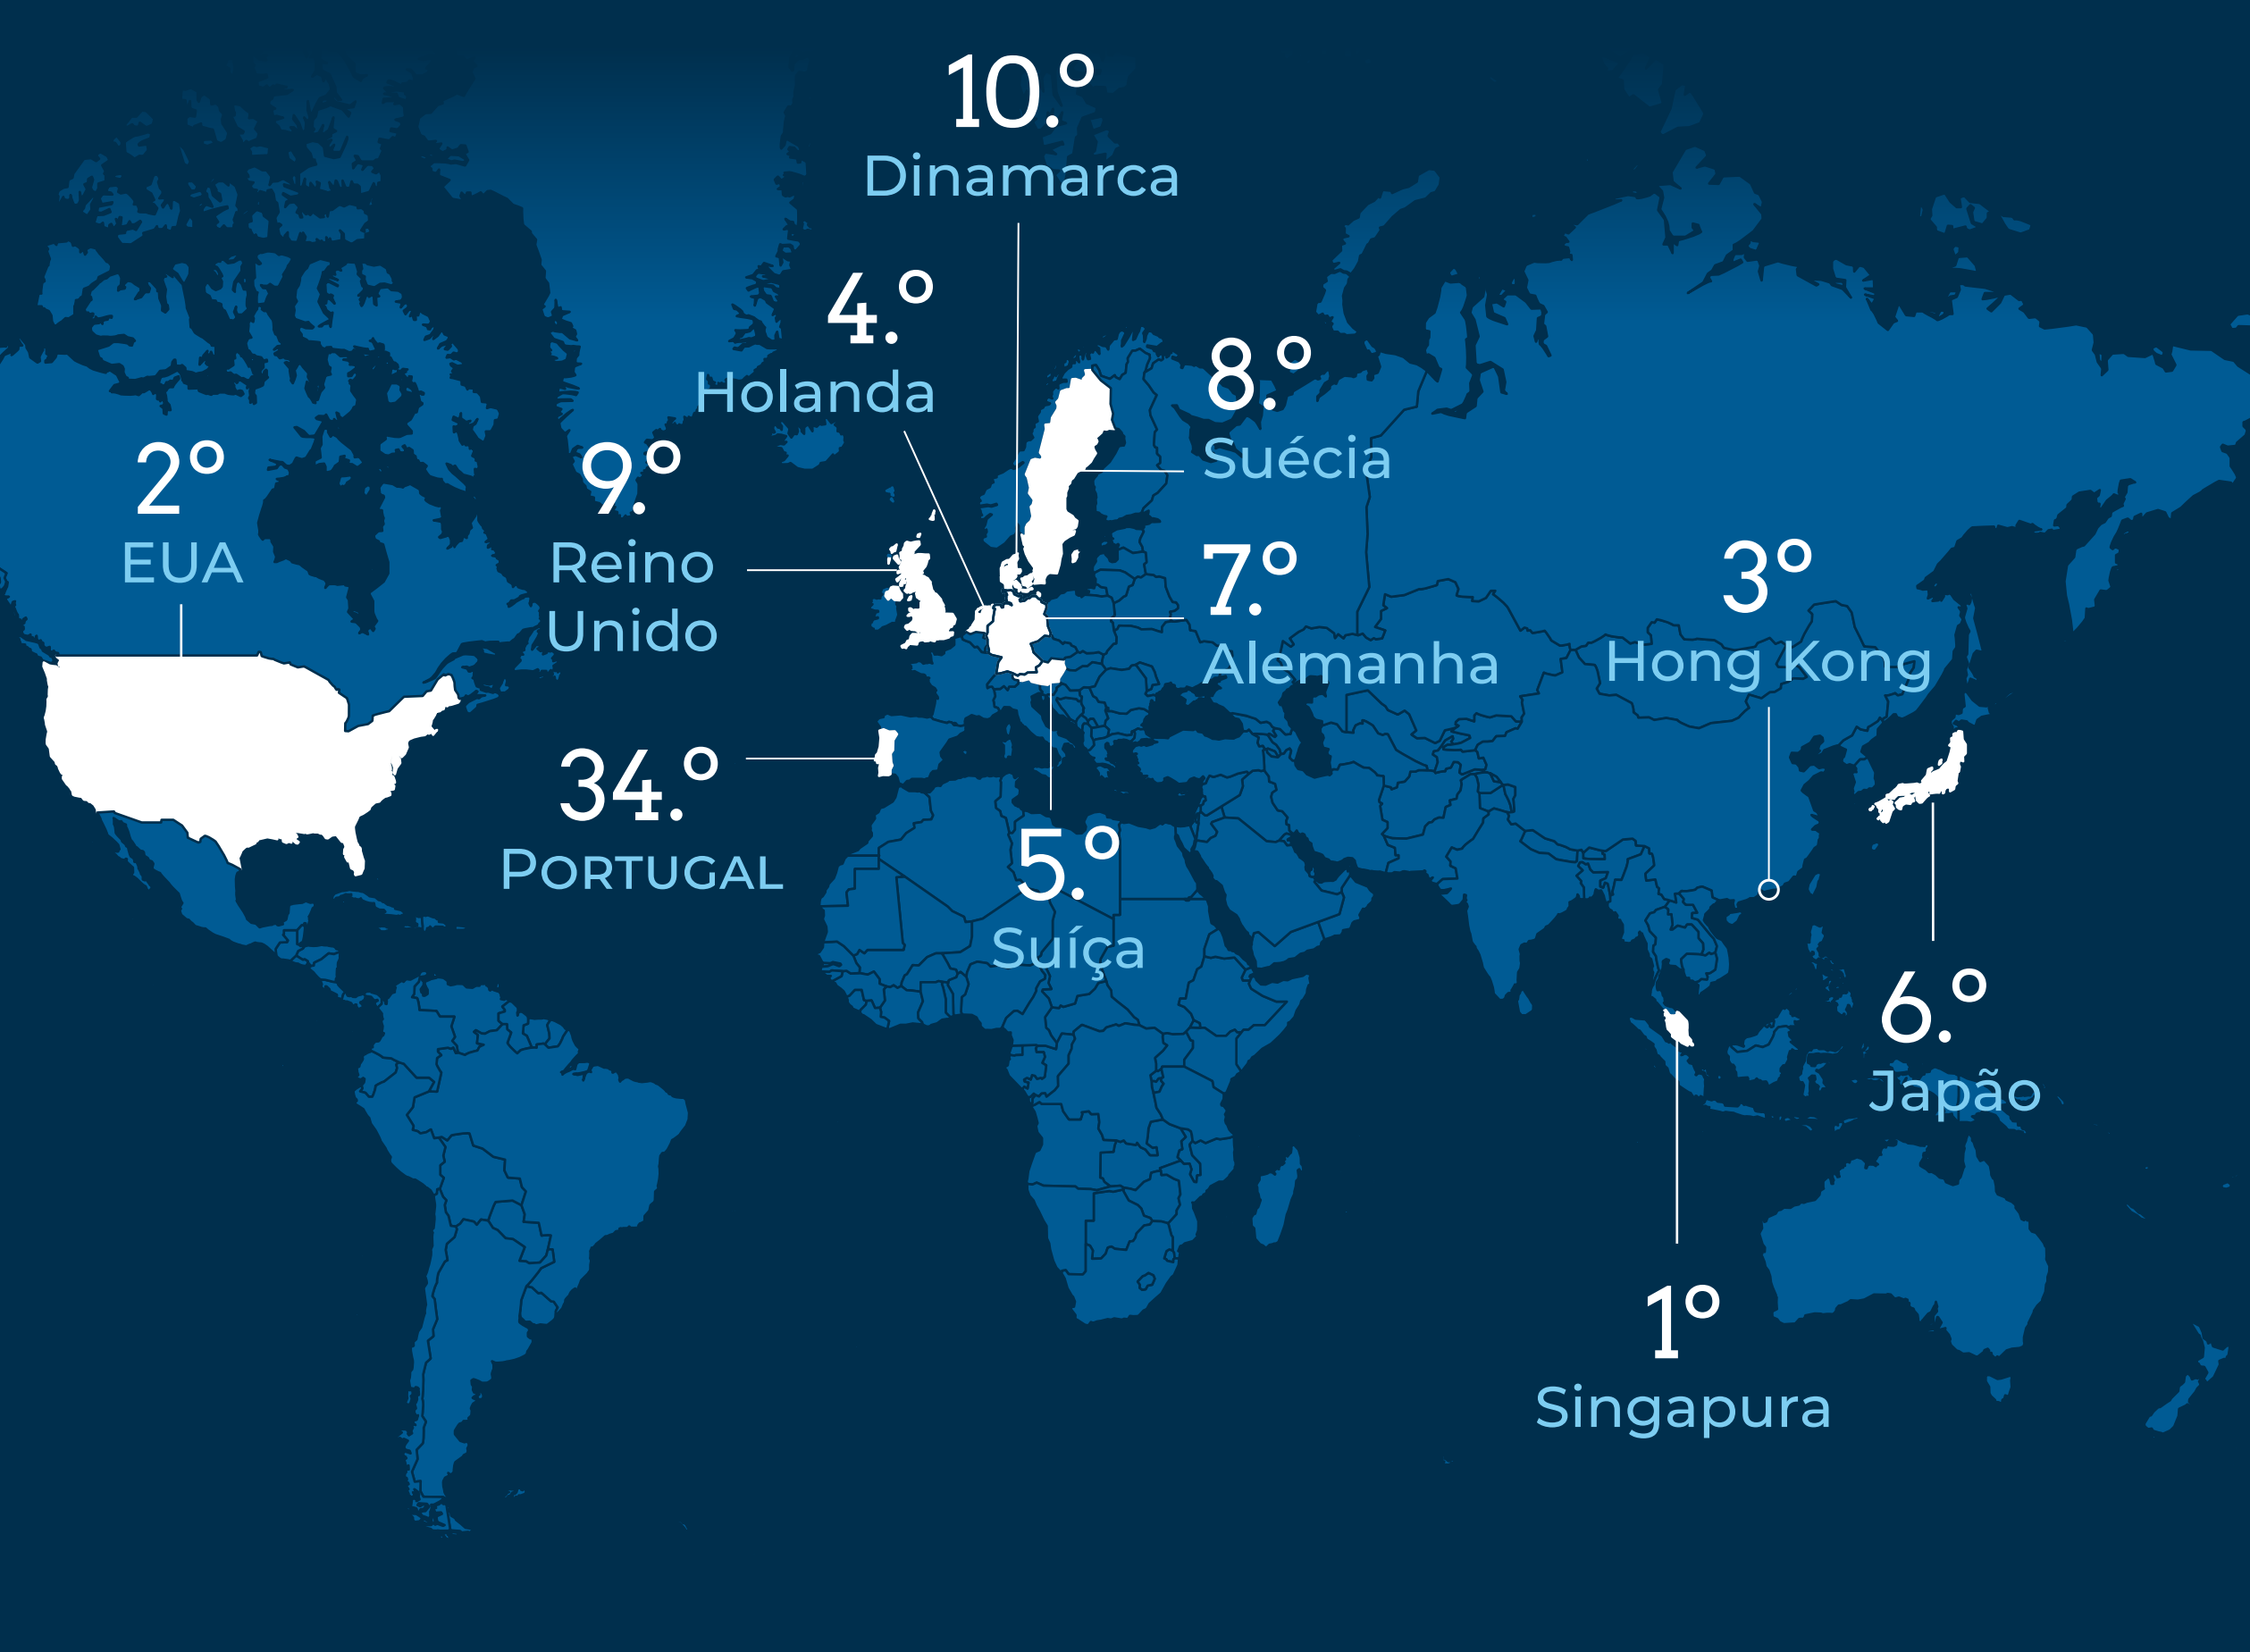 10.º
Dinamarca
4.º
Holanda
8.º
Suécia
2º
EUA
9.º
Reino
Unido
7.º
Alemanha
3º
Hong Kong
34.º
PORTUGAL
5.º
Suíça
6.º
Japão
1º
Singapura